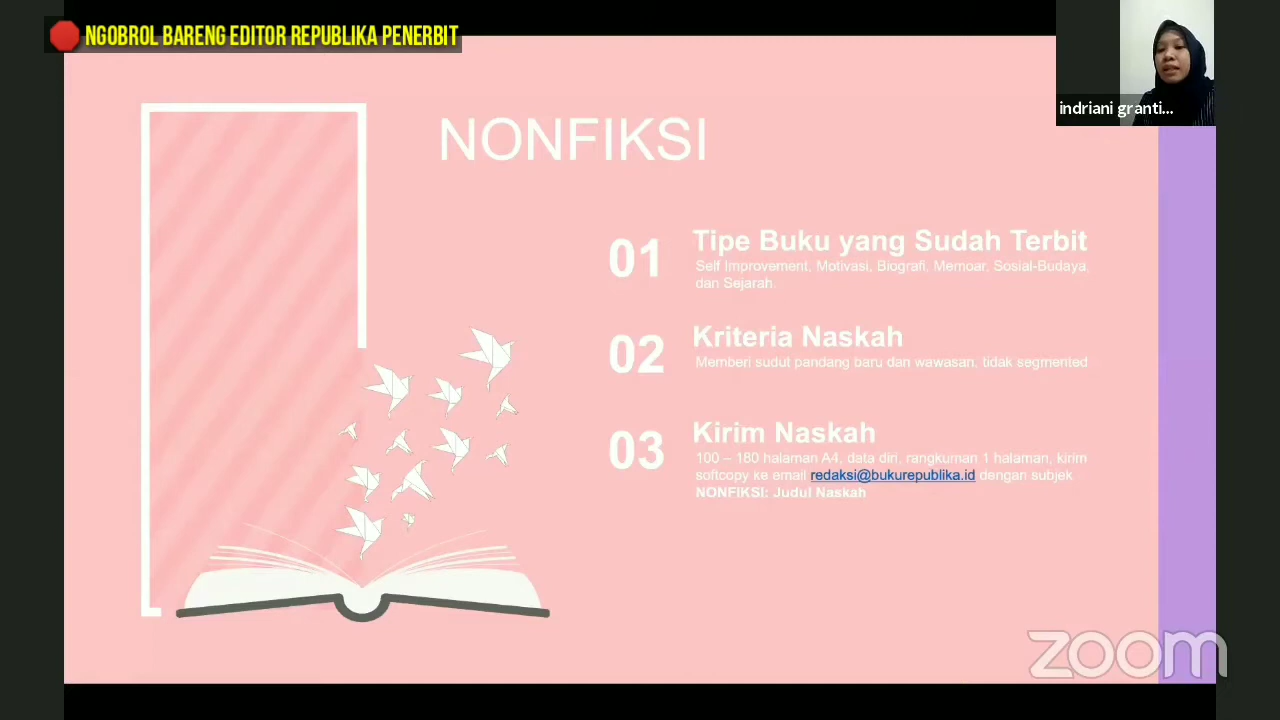 NGOBROL BARENG EDITOR REPUBLIKA PENERBIT
indriani granti...
NONFIKSI
01
Tipe Buku yang Sudah Terbit
Self Improvement, Motivasi, Biografi, Memoar, Sosial-Budaya,
dan Sejarah.
02
Kriteria Naskah
Memberi sudut pandang baru dan wawasan, tidak segmented
03
Kirim Naskah
100 – 180 halaman A4, data diri, rangkuman 1 halaman, kirim
softcopy ke email redaksi@bukurepublika.id dengan subjek
NONFIKSI: Judul Naskah
zoom